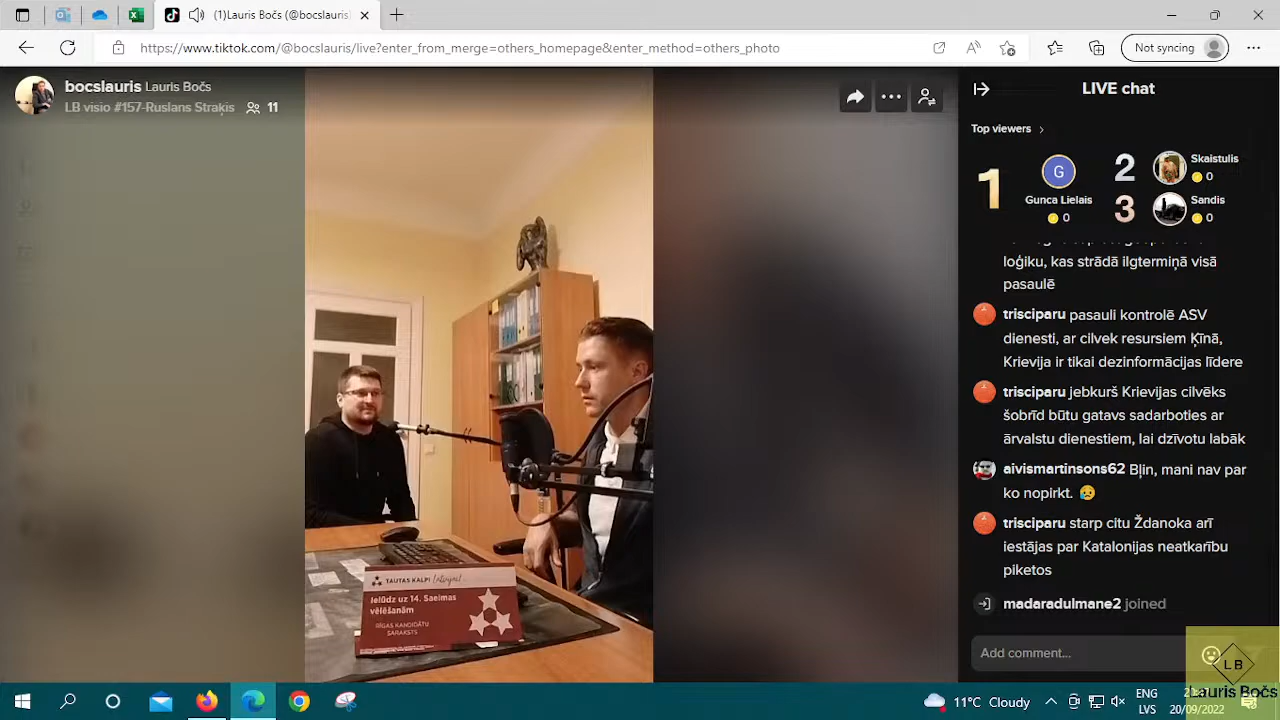 (1)Lauris Bočs (@bocslauris
https://www.tiktok.com/@bocslauris/live?enter_from_merge=others_homepage&enter_method=others_photo
Not syncing
bocslauris Lauris Bočs
LB visio #157-Ruslans Straķis 11
LIVE chat
Top viewers
1
G
Gunca Lielais
0
2
Skaistulis
0
3
Sandis
0
loģiku, kas strādā ilgtermiņā visā
pasaulē
trisciparu pasauli kontrolē ASV
dienesti, ar cilvek resursiem Ķīnā,
Krievija ir tikai dezinformācijas līdere
trisciparu jebkurš Krievijas cilvēks
šobrīd būtu gatavs sadarboties ar
ārvalstu dienestiem, lai dzīvotu labāk
aivismartinsons62 Bļin, mani nav par
ko nopirkt.
trisciparu starp citu Ždanoka arī
iestājas par Katalonijas neatkarību
piketos
madaradulmane2 joined
Add comment...
TAUTAS KALPI Latvijai!
Ielūdz uz 14. Saeimas
vēlēšanām
RĪGAS KANDIDĀTU
SARAKSTS
LB
Lauris Bočs
11°C Cloudy
ENG
LVS
20/09/2022